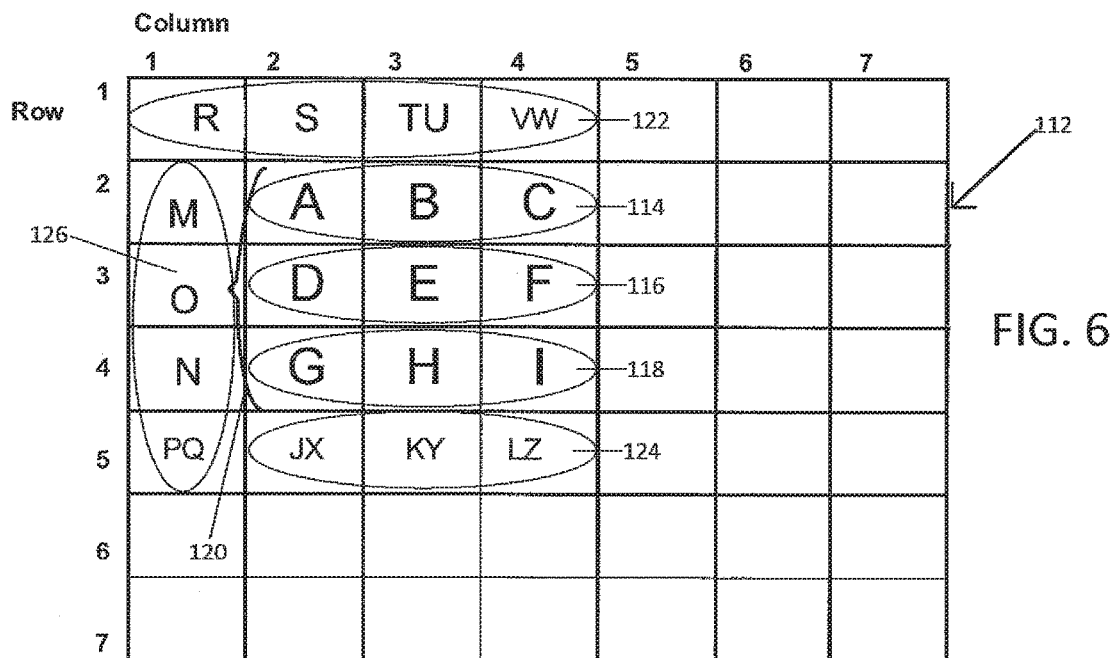 Column
1 2 3 4 5 6 7
Row 1 R S TU VW 122
112
2 M A B C 114
126
3 O D E F 116
FIG. 6
4 N G H I 118
5 PQ JX KY LZ 124
6 120
7